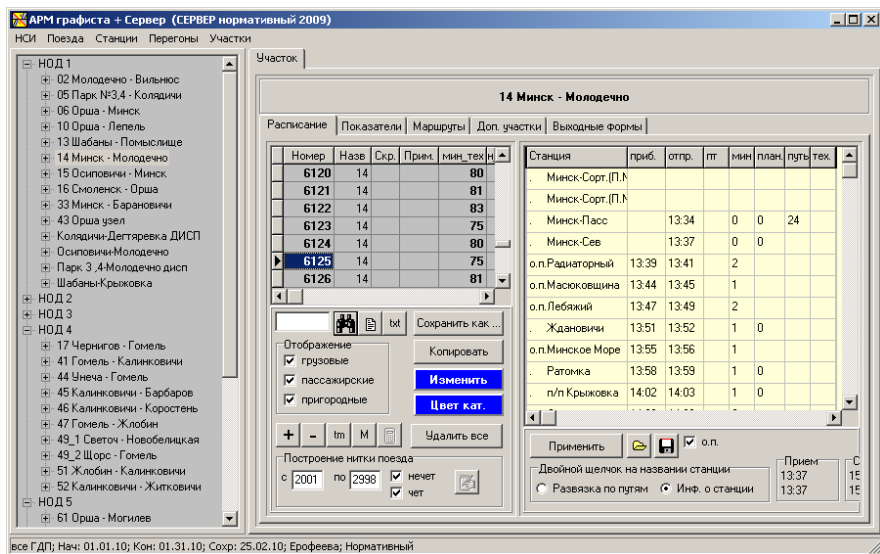 АРМ графиста + Сервер (СЕРВЕР нормативный 2009)
НСИ Поезда Станции Перегоны Участки
НОД 1
02 Молодечно - Вильнюс
05 Парк №3,4 - Колядичи
06 Орша - Минск
10 Орша - Лепель
13 Шабаны - Помыслище
14 Минск - Молодечно
15 Осиповичи - Минск
16 Смоленск - Орша
33 Минск - Барановичи
43 Орша узел
Колядичи-Дегтяревка ДИСП
Осиповичи-Молодечно
Парк 3 ,4-Молодечно дисп
Шабаны-Крыжовка
НОД 2
НОД 3
НОД 4
17 Чернигов - Гомель
41 Гомель - Калинковичи
44 Унеча - Гомель
45 Калинковичи - Барбаров
46 Калинковичи - Коростень
47 Гомель - Жлобин
49_1 Светоч - Новобелицкая
49_2 Щорс - Гомель
51 Жлобин - Калинковичи
52 Калинковичи - Житковичи
НОД 5
61 Орша - Могилев
Участок
14 Минск - Молодечно
Расписание Показатели Маршруты Доп. участки Выходные формы
Номер Назв Скр. Прим. мин_тех н
6120 14 80
6121 14 81
6122 14 83
6123 14 75
6124 14 80
6125 14 75
6126 14 81
txt Сохранить как ...
Отображение
грузовые
пассажирские
пригородные
Копировать
Изменить
Цвет кат.
+ - tm M Удалить все
Построение нитки поезда
с 2001 по 2998 нечет
чет
Станция приб. отпр. пт мин план. путь тех.
. Минск-Сорт.(П.М
. Минск-Сорт.(П.М
. Минск-Пасс 13:34 0 0 24
. Минск-Сев 13:37 0 0
о.п.Радиаторный 13:39 13:41 2
о.п.Масюковщина 13:44 13:45 1
о.п.Лебяжий 13:47 13:49 2
. Ждановичи 13:51 13:52 1 0
о.п.Минское Море 13:55 13:56 1
. Ратомка 13:58 13:59 1 0
. п/п Крыжовка 14:02 14:03 1 0
Применить о.п.
Двойной щелчок на названии станции
Развязка по путям Инф. о станции
Прием
13:37
13:37
С
15
15
все ГДП; Нач: 01.01.10; Кон: 01.31.10; Сохр: 25.02.10; Ерофеева; Нормативный